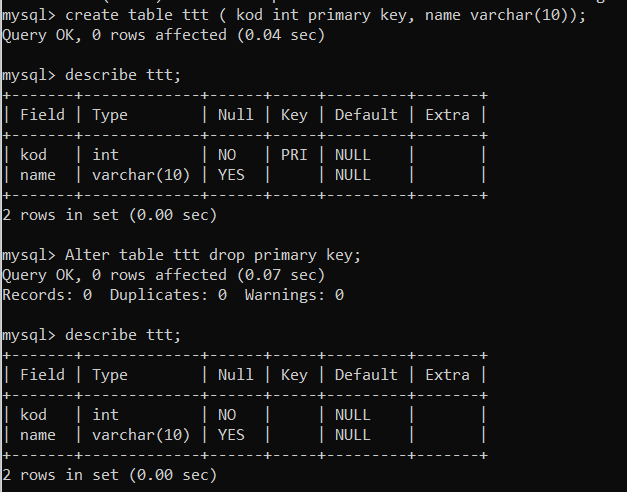 mysql> create table ttt ( kod int primary key, name varchar(10));
Query OK, 0 rows affected (0.04 sec)
mysql> describe ttt;
+-------+-------------+------+-----+---------+-------+
| Field | Type        | Null | Key | Default | Extra |
+-------+-------------+------+-----+---------+-------+
| kod   | int         | NO   | PRI | NULL    |       |
| name  | varchar(10) | YES  |     | NULL    |       |
+-------+-------------+------+-----+---------+-------+
2 rows in set (0.00 sec)
mysql> Alter table ttt drop primary key;
Query OK, 0 rows affected (0.07 sec)
Records: 0  Duplicates: 0  Warnings: 0
mysql> describe ttt;
+-------+-------------+------+-----+---------+-------+
| Field | Type        | Null | Key | Default | Extra |
+-------+-------------+------+-----+---------+-------+
| kod   | int         | NO   |     | NULL    |       |
| name  | varchar(10) | YES  |     | NULL    |       |
+-------+-------------+------+-----+---------+-------+
2 rows in set (0.00 sec)